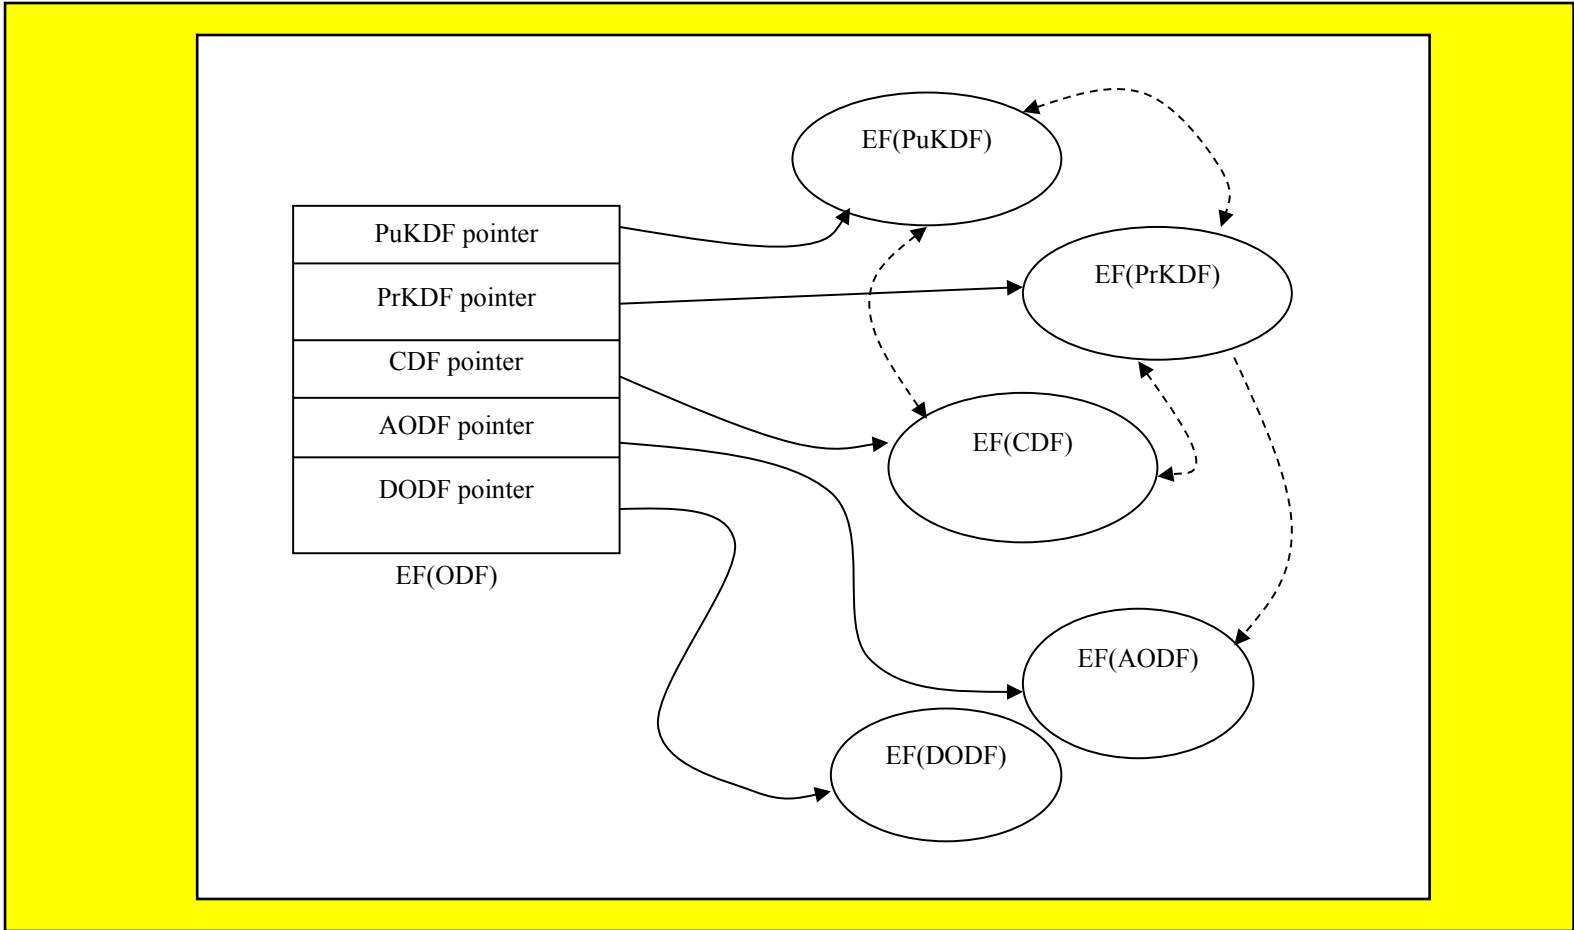 PuKDF pointer
PrKDF pointer
CDF pointer
AODF pointer
DODF pointer
EF(ODF)
EF(PuKDF)
EF(PrKDF)
EF(CDF)
EF(AODF)
EF(DODF)